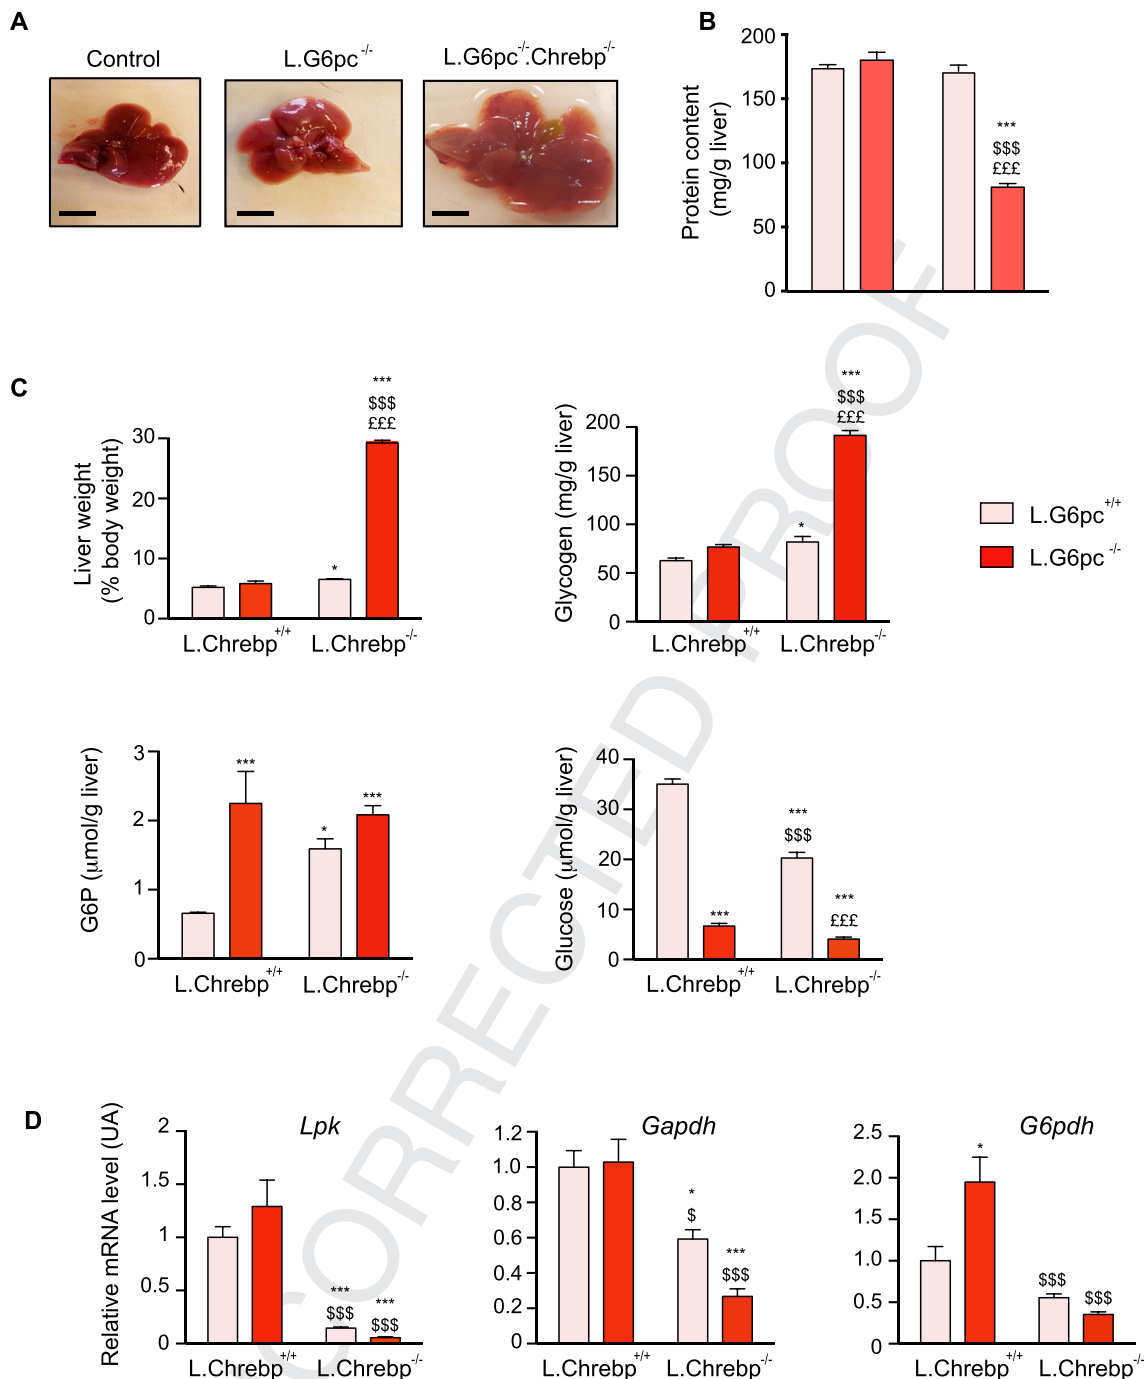 A
Control
L.G6pc -/-
L.G6pc-/-.Chrebp-/-
B
Protein content
(mg/g liver)
200
150
100
50
0
***
$$$
£££
C
Liver weight
(% body weight)
30
20
10
0
*
***
$$$
£££
L.Chrebp+/+
L.Chrebp-/-
Glycogen (mg/g liver)
200
150
100
50
0
*
***
$$$
£££
L.Chrebp+/+
L.Chrebp-/-
L.G6pc+/+
L.G6pc -/-
G6P (µmol/g liver)
3
2
1
0
***
*
***
L.Chrebp+/+
L.Chrebp-/-
Glucose (µmol/g liver)
40
30
20
10
0
***
***
$$$
***
£££
L.Chrebp+/+
L.Chrebp-/-
D
Relative mRNA level (UA)
Lpk
2
1.5
1
0.5
0
***
$$$
***
$$$
L.Chrebp+/+
L.Chrebp-/-
Gapdh
1.2
1.0
0.8
0.6
0.4
0.2
0
*
$
***
$$$
L.Chrebp+/+
L.Chrebp-/-
G6pdh
2.5
2.0
1.5
1.0
0.5
0
*
$$$
$$$
L.Chrebp+/+
L.Chrebp-/-
CORRECTED PROOF